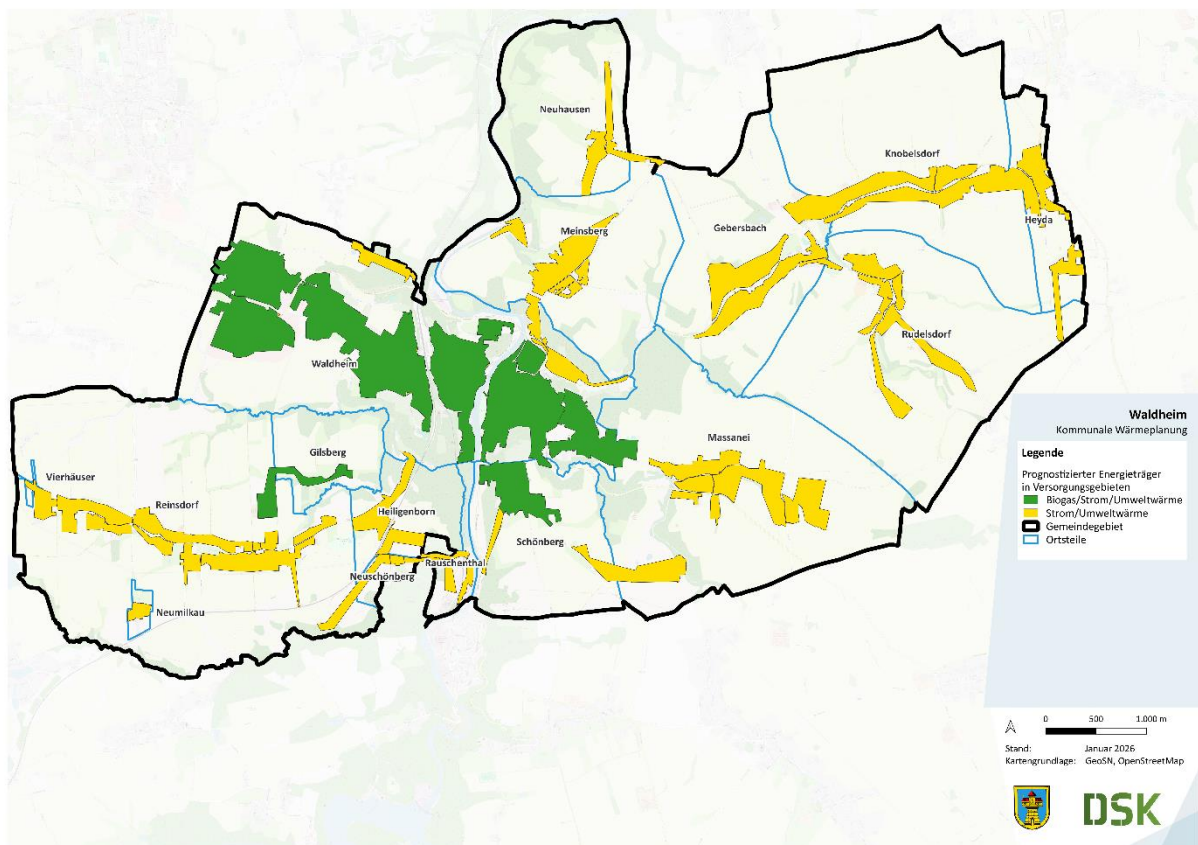 Neuhausen
Knobelsdorf
Heyda
Gebersbach
Meinsberg
Rudelsdorf
Waldheim
Massanei
Gilsberg
Vierhäuser
Reinsdorf
Heiligenborn
Schönberg
Rauschenthal
Neuschönberg
Neumilkau
Waldheim
Kommunale Wärmeplanung
Legende
Prognostizierter Energieträger
in Versorgungsgebieten
Biogas/Strom/Umweltwärme
Strom/Umweltwärme
Gemeindegebiet
Ortsteile
0 500 1.000 m
Stand: Januar 2026
Kartengrundlage: GeoSN, OpenStreetMap
DSK